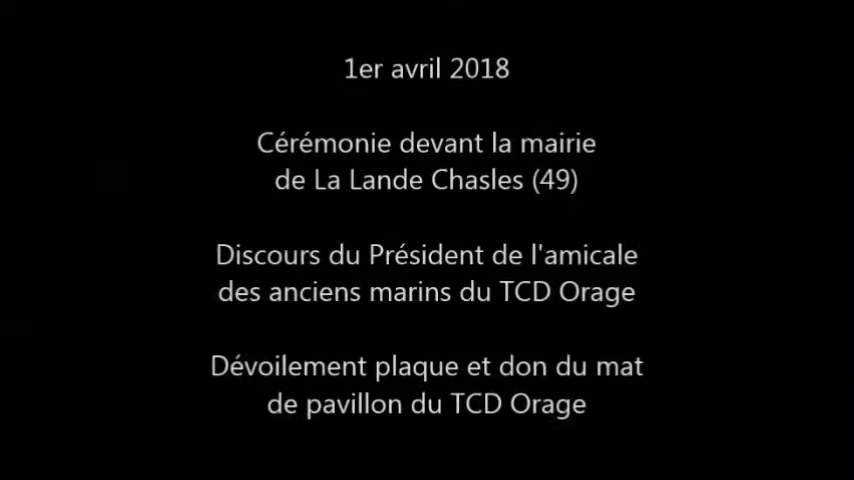 1er avril 2018
Cérémonie devant la mairie
de La Lande Chasles (49)
Discours du Président de l'amicale
des anciens marins du TCD Orage
Dévoilement plaque et don du mat
de pavillon du TCD Orage